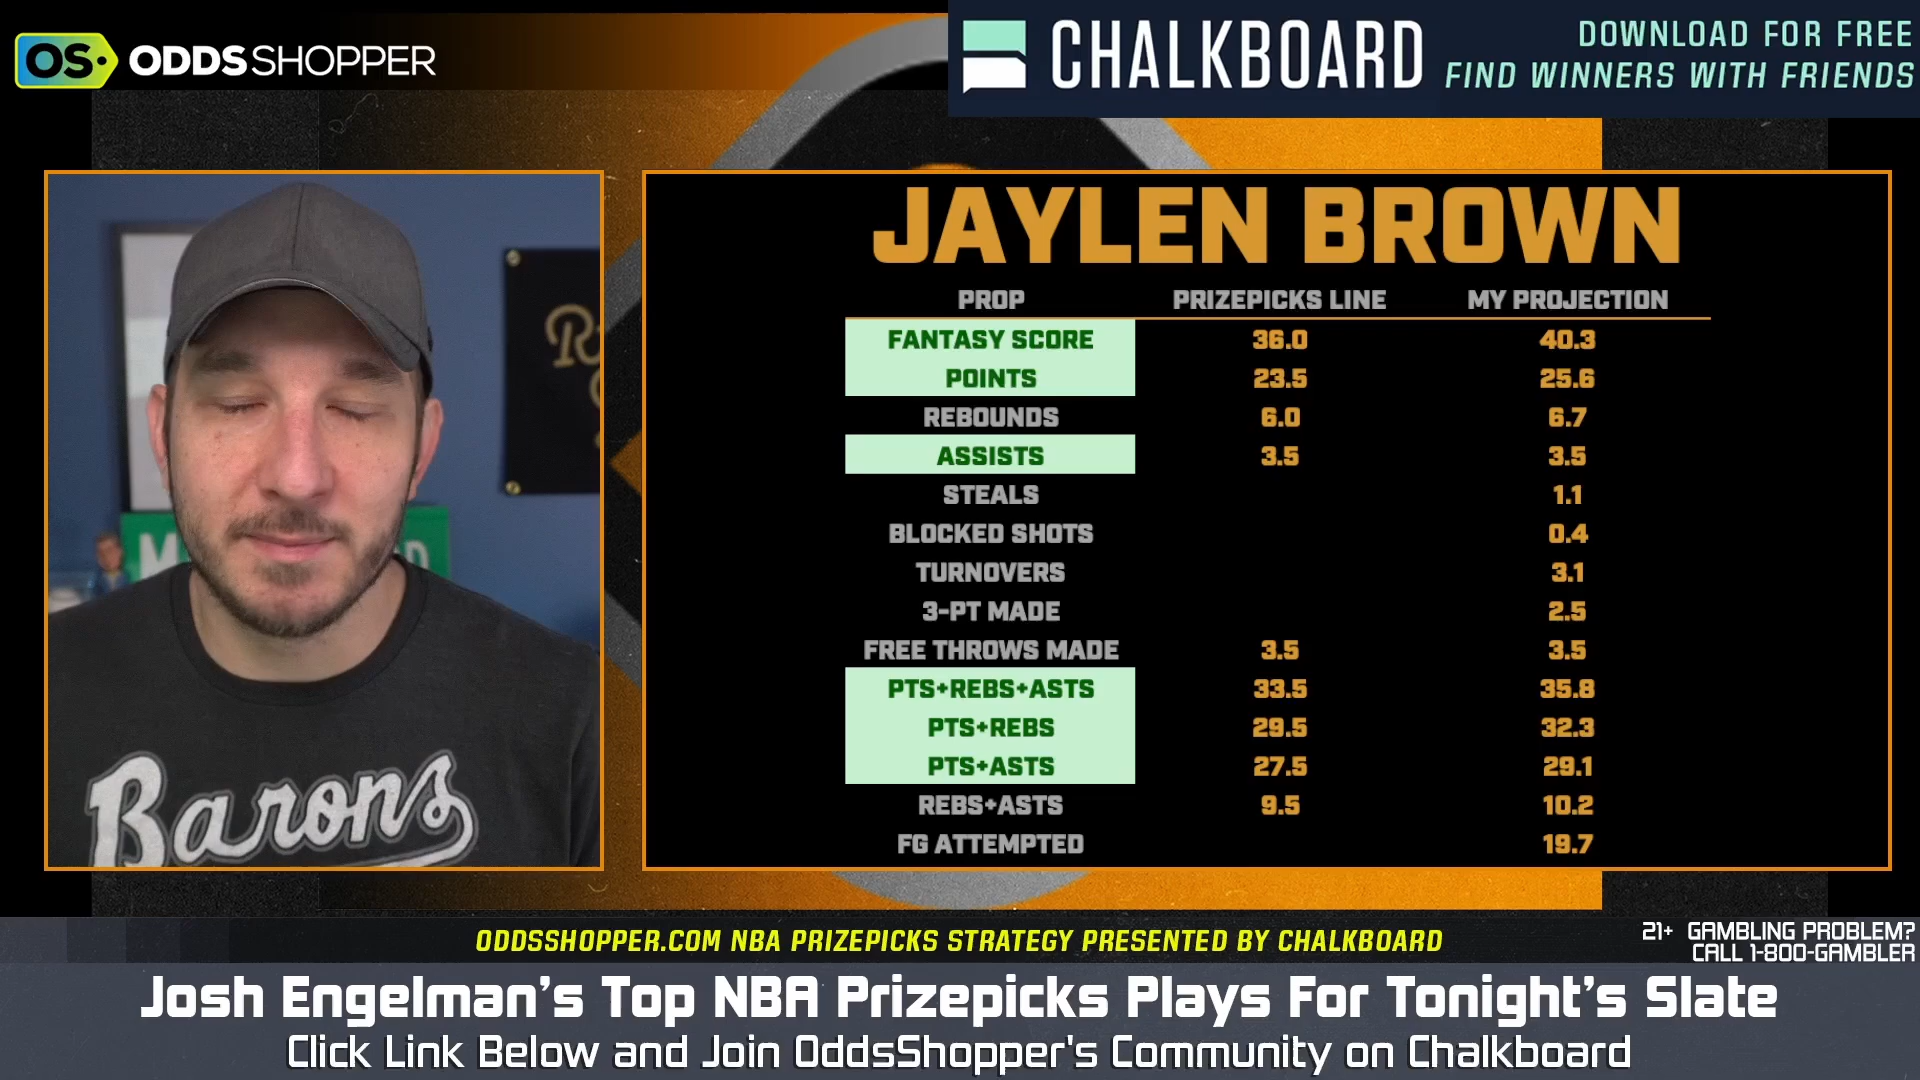 OS. ODDSSHOPPER
CHALKBOARD
DOWNLOAD FOR FREE
FIND WINNERS WITH FRIENDS
JAYLEN BROWN
PROP PRIZEPICKS LINE MY PROJECTION
FANTASY SCORE 36.0 40.3
POINTS 23.5 25.6
REBOUNDS 6.0 6.7
ASSISTS 3.5 3.5
STEALS 1.1
BLOCKED SHOTS 0.4
TURNOVERS 3.1
3-PT MADE 2.5
FREE THROWS MADE 3.5 3.5
PTS+REBS+ASTS 33.5 35.8
PTS+REBS 29.5 32.3
PTS+ASTS 27.5 29.1
REBS+ASTS 9.5 10.2
FG ATTEMPTED 19.7
Barons
ODDSSHOPPER.COM NBA PRIZEPICKS STRATEGY PRESENTED BY CHALKBOARD
21+ GAMBLING PROBLEM?
CALL 1-800-GAMBLER
Josh Engelman's Top NBA Prizepicks Plays For Tonight's Slate
Click Link Below and Join OddsShopper's Community on Chalkboard